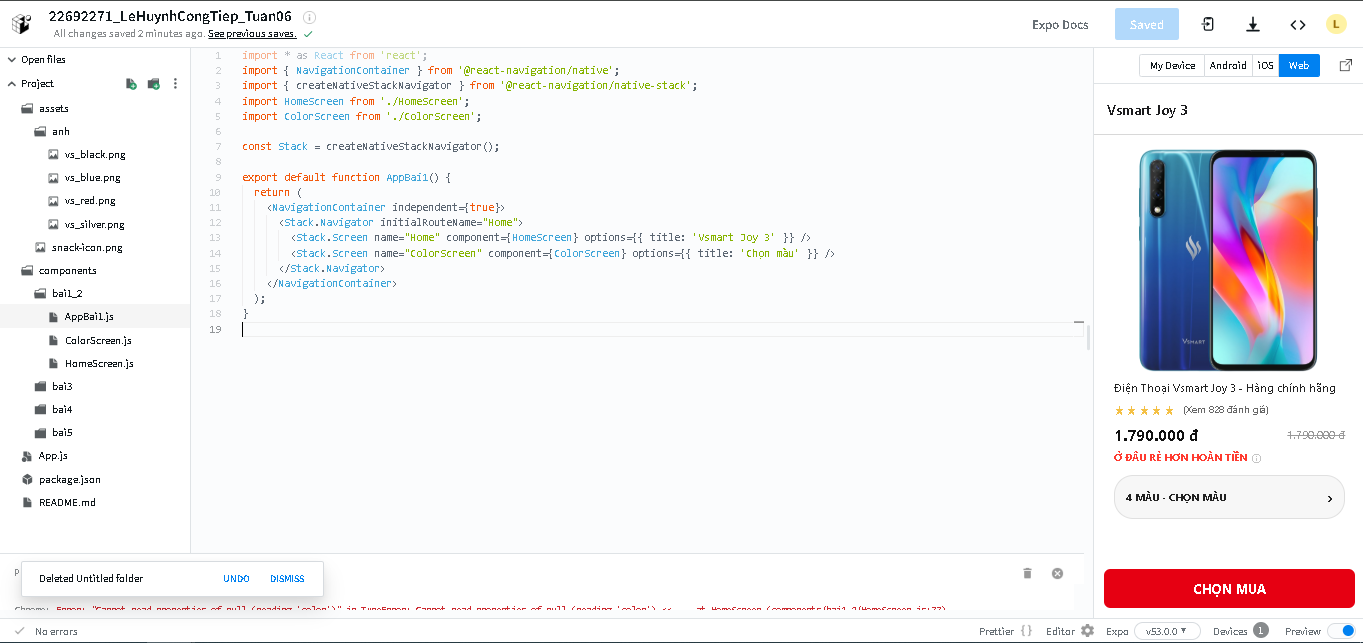 22692271_LeHuynhCongTiep_Tuan06
All changes saved 2 minutes ago. See previous saves.
Expo Docs
Saved
L
Open files
Project
assets
anh
vs_black.png
vs_blue.png
vs_red.png
vs_silver.png
snack-icon.png
components
bai1_2
AppBai1.js
ColorScreen.js
HomeScreen.js
bai3
bai4
bai5
App.js
package.json
README.md
1 import * as React from 'react';
2 import { NavigationContainer } from '@react-navigation/native';
3 import { createNativeStackNavigator } from '@react-navigation/native-stack';
4 import HomeScreen from './HomeScreen';
5 import ColorScreen from './ColorScreen';
6
7 const Stack = createNativeStackNavigator();
8
9 export default function AppBai1() {
10 return (
11 <NavigationContainer independent={true}>
12 <Stack.Navigator initialRouteName="Home">
13 <Stack.Screen name="Home" component={HomeScreen} options={{ title: 'Vsmart Joy 3' }} />
14 <Stack.Screen name="ColorScreen" component={ColorScreen} options={{ title: 'Chọn màu' }} />
15 </Stack.Navigator>
16 </NavigationContainer>
17 );
18 }
19
My Device Android iOS Web
Vsmart Joy 3
VSMART
Điện Thoại Vsmart Joy 3 - Hàng chính hãng
(Xem 828 đánh giá)
1.790.000 đ 1.790.000 đ
Ở ĐÂU RẺ HƠN HOÀN TIỀN
4 MÀU - CHỌN MÀU
CHỌN MUA
Deleted Untitled folder UNDO DISMISS
Chrome: Error: "Cannot read properties of null (reading 'color')" in TypeError: Cannot read properties of null (reading 'color')
No errors
Prettier {} Editor Expo v53.0.0 Devices 1 Preview